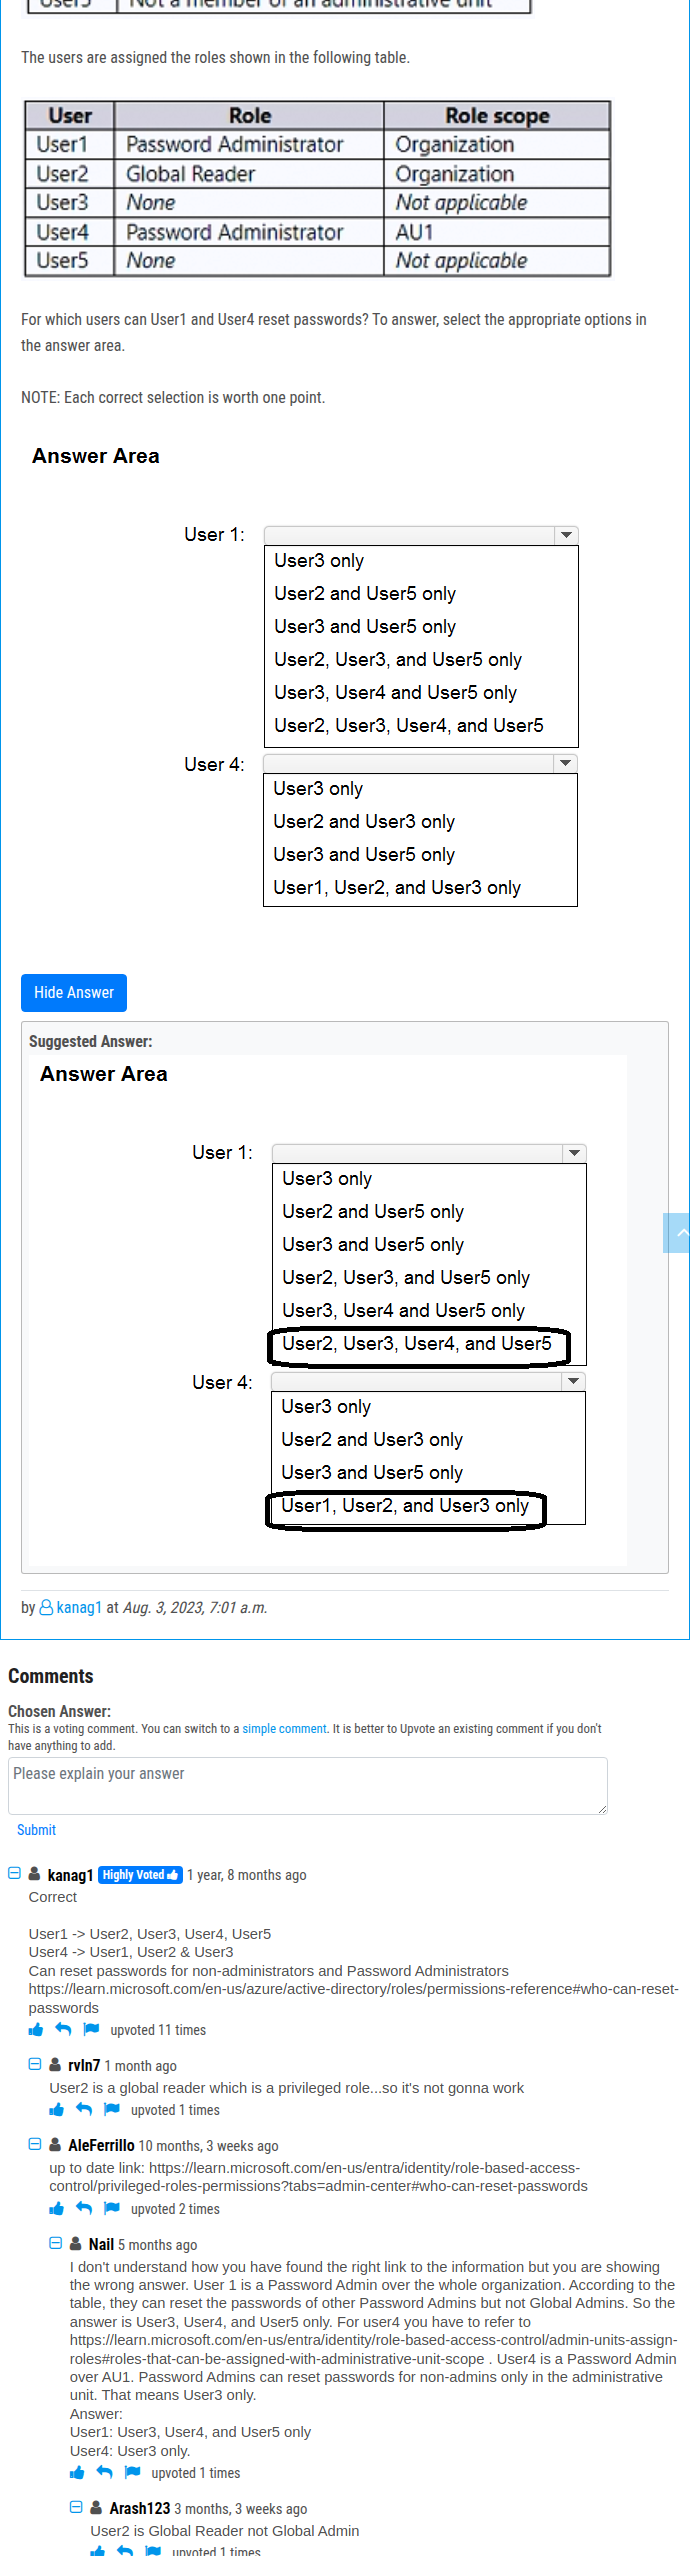 User5 Not a member of an administrative unit
The users are assigned the roles shown in the following table.
User Role Role scope
User1 Password Administrator Organization
User2 Global Reader Organization
User3 None Not applicable
User4 Password Administrator AU1
User5 None Not applicable
For which users can User1 and User4 reset passwords? To answer, select the appropriate options in
the answer area.
NOTE: Each correct selection is worth one point.
Answer Area
User 1:
User3 only
User2 and User5 only
User3 and User5 only
User2, User3, and User5 only
User3, User4 and User5 only
User2, User3, User4, and User5
User 4:
User3 only
User2 and User3 only
User3 and User5 only
User1, User2, and User3 only
Hide Answer
Suggested Answer:
Answer Area
User 1:
User3 only
User2 and User5 only
User3 and User5 only
User2, User3, and User5 only
User3, User4 and User5 only
User2, User3, User4, and User5
User 4:
User3 only
User2 and User3 only
User3 and User5 only
User1, User2, and User3 only
by kanag1 at Aug. 3, 2023, 7:01 a.m.
Comments
Chosen Answer:
This is a voting comment. You can switch to a simple comment. It is better to Upvote an existing comment if you don't
have anything to add.
Please explain your answer
Submit
kanag1 Highly Voted 1 year, 8 months ago
Correct
User1 -> User2, User3, User4, User5
User4 -> User1, User2 & User3
Can reset passwords for non-administrators and Password Administrators
https://learn.microsoft.com/en-us/azure/active-directory/roles/permissions-reference#who-can-reset-
passwords
upvoted 11 times
rvln7 1 month ago
User2 is a global reader which is a privileged role...so it's not gonna work
upvoted 1 times
AleFerrillo 10 months, 3 weeks ago
up to date link: https://learn.microsoft.com/en-us/entra/identity/role-based-access-
control/privileged-roles-permissions?tabs=admin-center#who-can-reset-passwords
upvoted 2 times
Nail 5 months ago
I don't understand how you have found the right link to the information but you are showing
the wrong answer. User 1 is a Password Admin over the whole organization. According to the
table, they can reset the passwords of other Password Admins but not Global Admins. So the
answer is User3, User4, and User5 only. For user4 you have to refer to
https://learn.microsoft.com/en-us/entra/identity/role-based-access-control/admin-units-assign-
roles#roles-that-can-be-assigned-with-administrative-unit-scope . User4 is a Password Admin
over AU1. Password Admins can reset passwords for non-admins only in the administrative
unit. That means User3 only.
Answer:
User1: User3, User4, and User5 only
User4: User3 only.
upvoted 1 times
Arash123 3 months, 3 weeks ago
User2 is Global Reader not Global Admin
upvoted 1 times